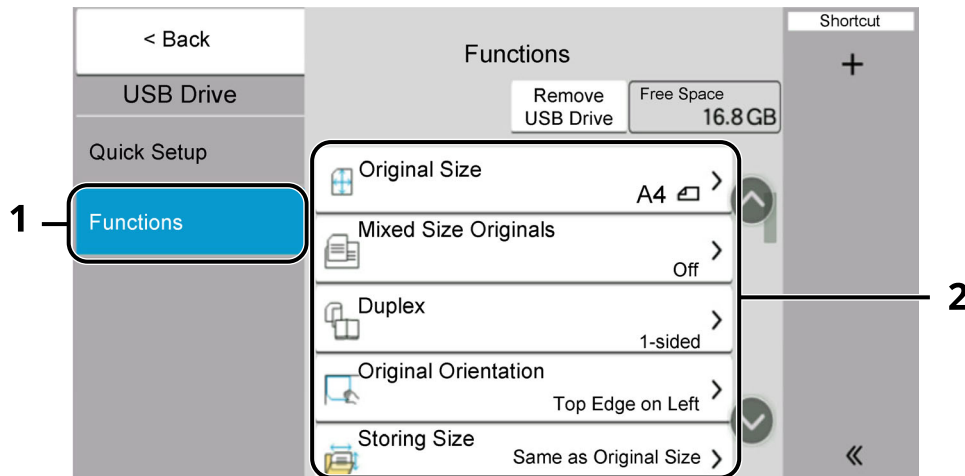 < Back
USB Drive
Quick Setup
Functions
1
Functions
Remove
USB Drive
Free Space
16.8 GB
Original Size
A4
Mixed Size Originals
Off
Duplex
1-sided
Original Orientation
Top Edge on Left
Storing Size
Same as Original Size
2
Shortcut
+
«